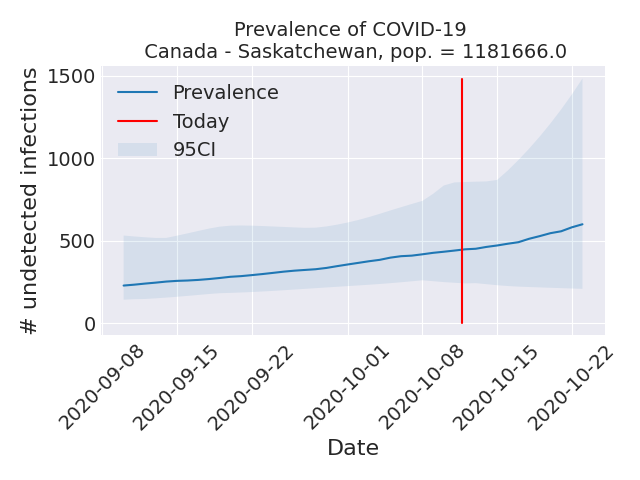 Prevalence of COVID-19
Canada - Saskatchewan, pop. = 1181666.0
# undetected infections
1500
1000
500
0
Prevalence
Today
95CI
2020-09-08
2020-09-15
2020-09-22
2020-10-01
2020-10-08
2020-10-15
2020-10-22
Date